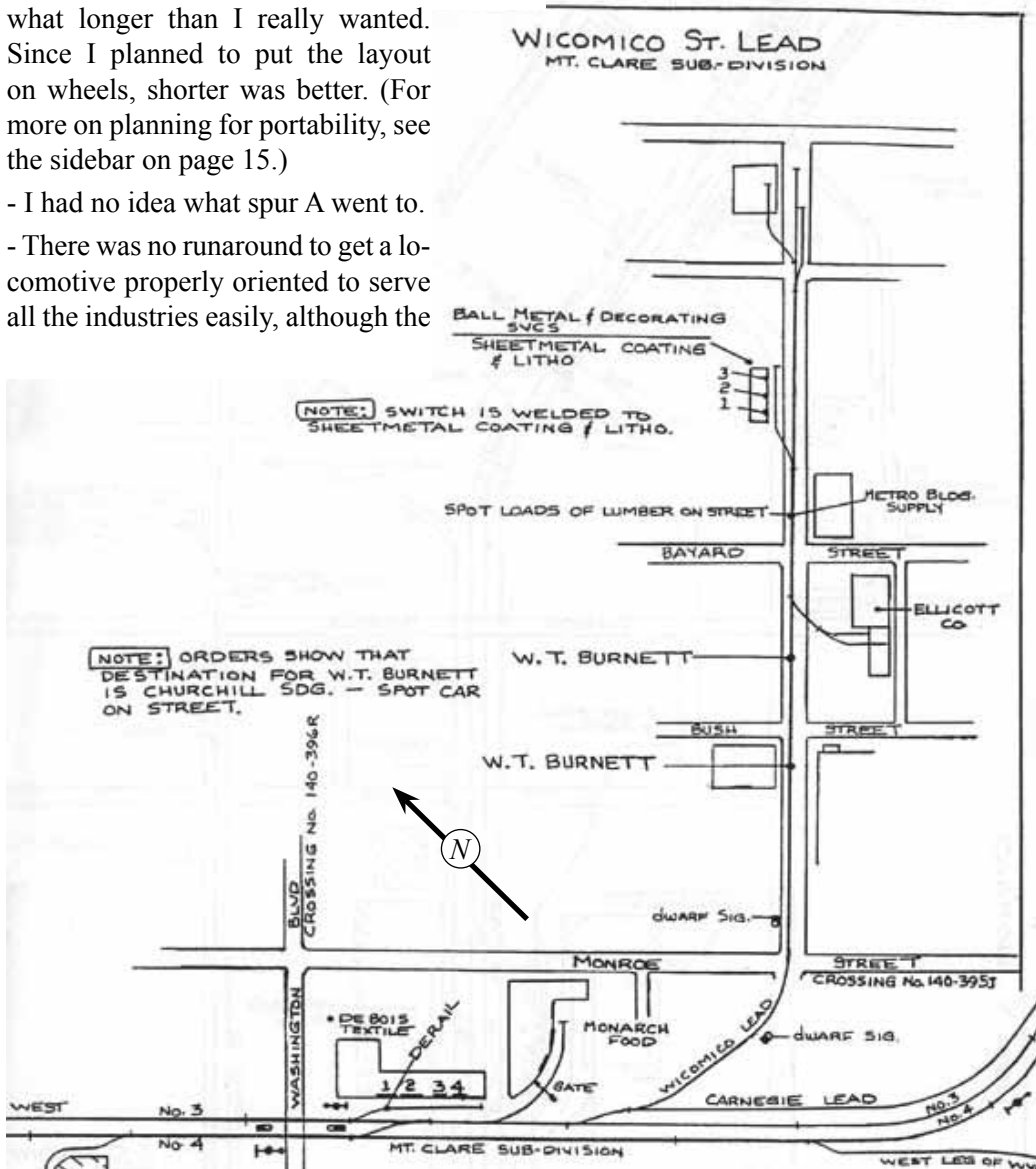 what longer than I really wanted.
Since I planned to put the layout
on wheels, shorter was better. (For
more on planning for portability, see
the sidebar on page 15.)
- I had no idea what spur A went to.
- There was no runaround to get a lo-
comotive properly oriented to serve
all the industries easily, although the
WICOMICO ST. LEAD
MT. CLARE SUB-DIVISION
BALL METAL & DECORATING
SVCS
SHEETMETAL COATING
& LITHO
3
2
1
NOTE: SWITCH IS WELDED TO
SHEETMETAL COATING & LITHO.
SPOT LOADS OF LUMBER ON STREET
METRO BLDG.
SUPPLY
BAYARD STREET
ELLICOTT
CO.
NOTE: ORDERS SHOW THAT
DESTINATION FOR W.T. BURNETT
IS CHURCHILL SDG. - SPOT CAR
ON STREET.
W.T. BURNETT
BUSH STREET
W.T. BURNETT
N
BLVD
CROSSING No. 140-396R
DWARF SIG.
MONROE STREET
CROSSING No. 140-395J
WASHINGTON
DEBOIS
TEXTILE
DERAIL
1 2 3 4
MONARCH
FOOD
GATE
WICOMICO LEAD
DWARF SIG.
CARNEGIE LEAD
WEST
No. 3
No. 4
No. 3
No. 4
MT. CLARE SUB-DIVISION
WEST LEG OF